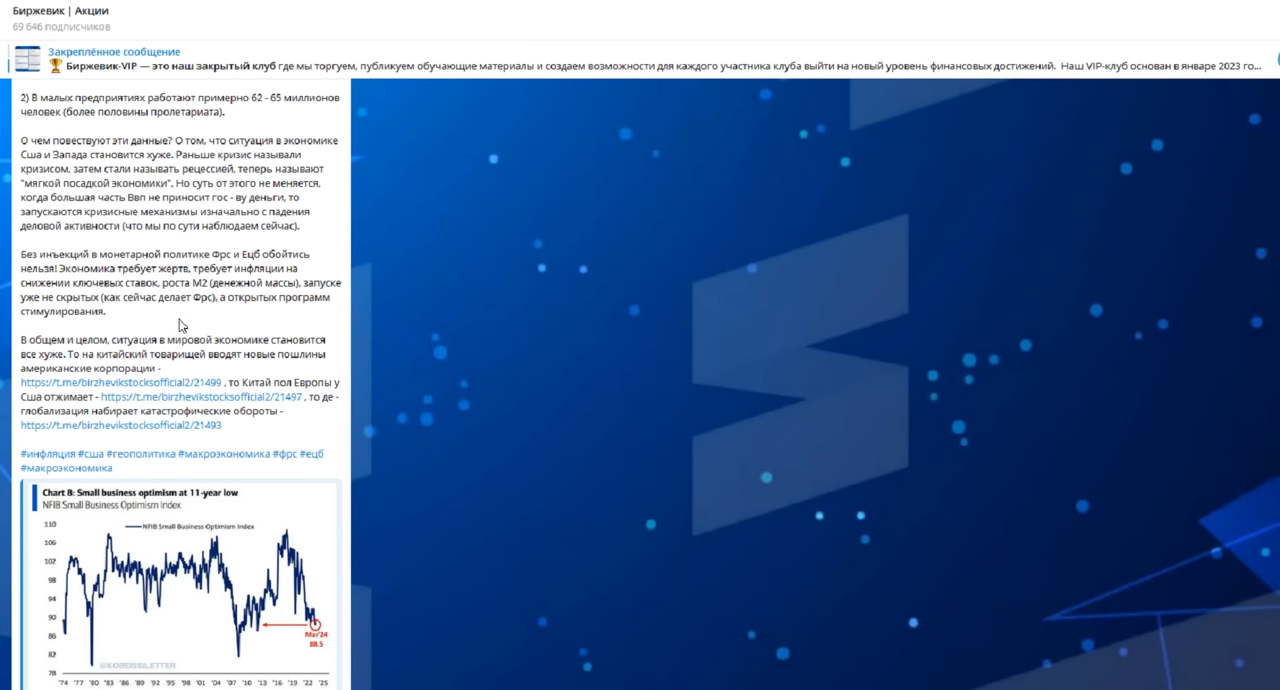 Биржевик | Акции
69 646 подписчиков
Закреплённое сообщение
🏆 Биржевик-VIP — это наш закрытый клуб где мы торгуем, публикуем обучающие материалы и создаем возможности для каждого участника клуба выйти на новый уровень финансовых достижений. Наш VIP-клуб основан в январе 2023 го...
2) В малых предприятиях работают примерно 62 - 65 миллионов
человек (более половины пролетариата).
О чем повествуют эти данные? О том, что ситуация в экономике
Сша и Запада становится хуже. Раньше кризис называли
кризисом, затем стали называть рецессией, теперь называют
"мягкой посадкой экономики". Но суть от этого не меняется,
когда большая часть Ввп не приносит гос - ву деньги, то
запускаются кризисные механизмы изначально с падения
деловой активности (что мы по сути наблюдаем сейчас).
Без инъекций в монетарной политике Фрс и Ецб обойтись
нельзя! Экономика требует жертв, требует инфляции на
снижении ключевых ставок, роста М2 (денежной массы), запуске
уже не скрытых (как сейчас делает Фрс), а открытых программ
стимулирования.
В общем и целом, ситуация в мировой экономике становится
все хуже. То на китайский товарищей вводят новые пошлины
американские корпорации -
https://t.me/birzhevikstocksofficial2/21499 , то Китай пол Европы у
Сша отжимает - https://t.me/birzhevikstocksofficial2/21497 , то де -
глобализация набирает катастрофические обороты -
https://t.me/birzhevikstocksofficial2/21493
#инфляция #сша #геополитика #макроэкономика #фрс #ецб
#макроэкономика
Chart 8: Small business optimism at 11-year low
NFIB Small Business Optimism Index
110
NFIB Small Business Optimism Index
106
102
98
94
90
86
82
78
Mar'24
88.5
@KOBEISSILETTER
'74 '77 '80 '83 '86 '89 '92 '95 '98 '01 '04 '07 '10 '13 '16 '19 '22 '25